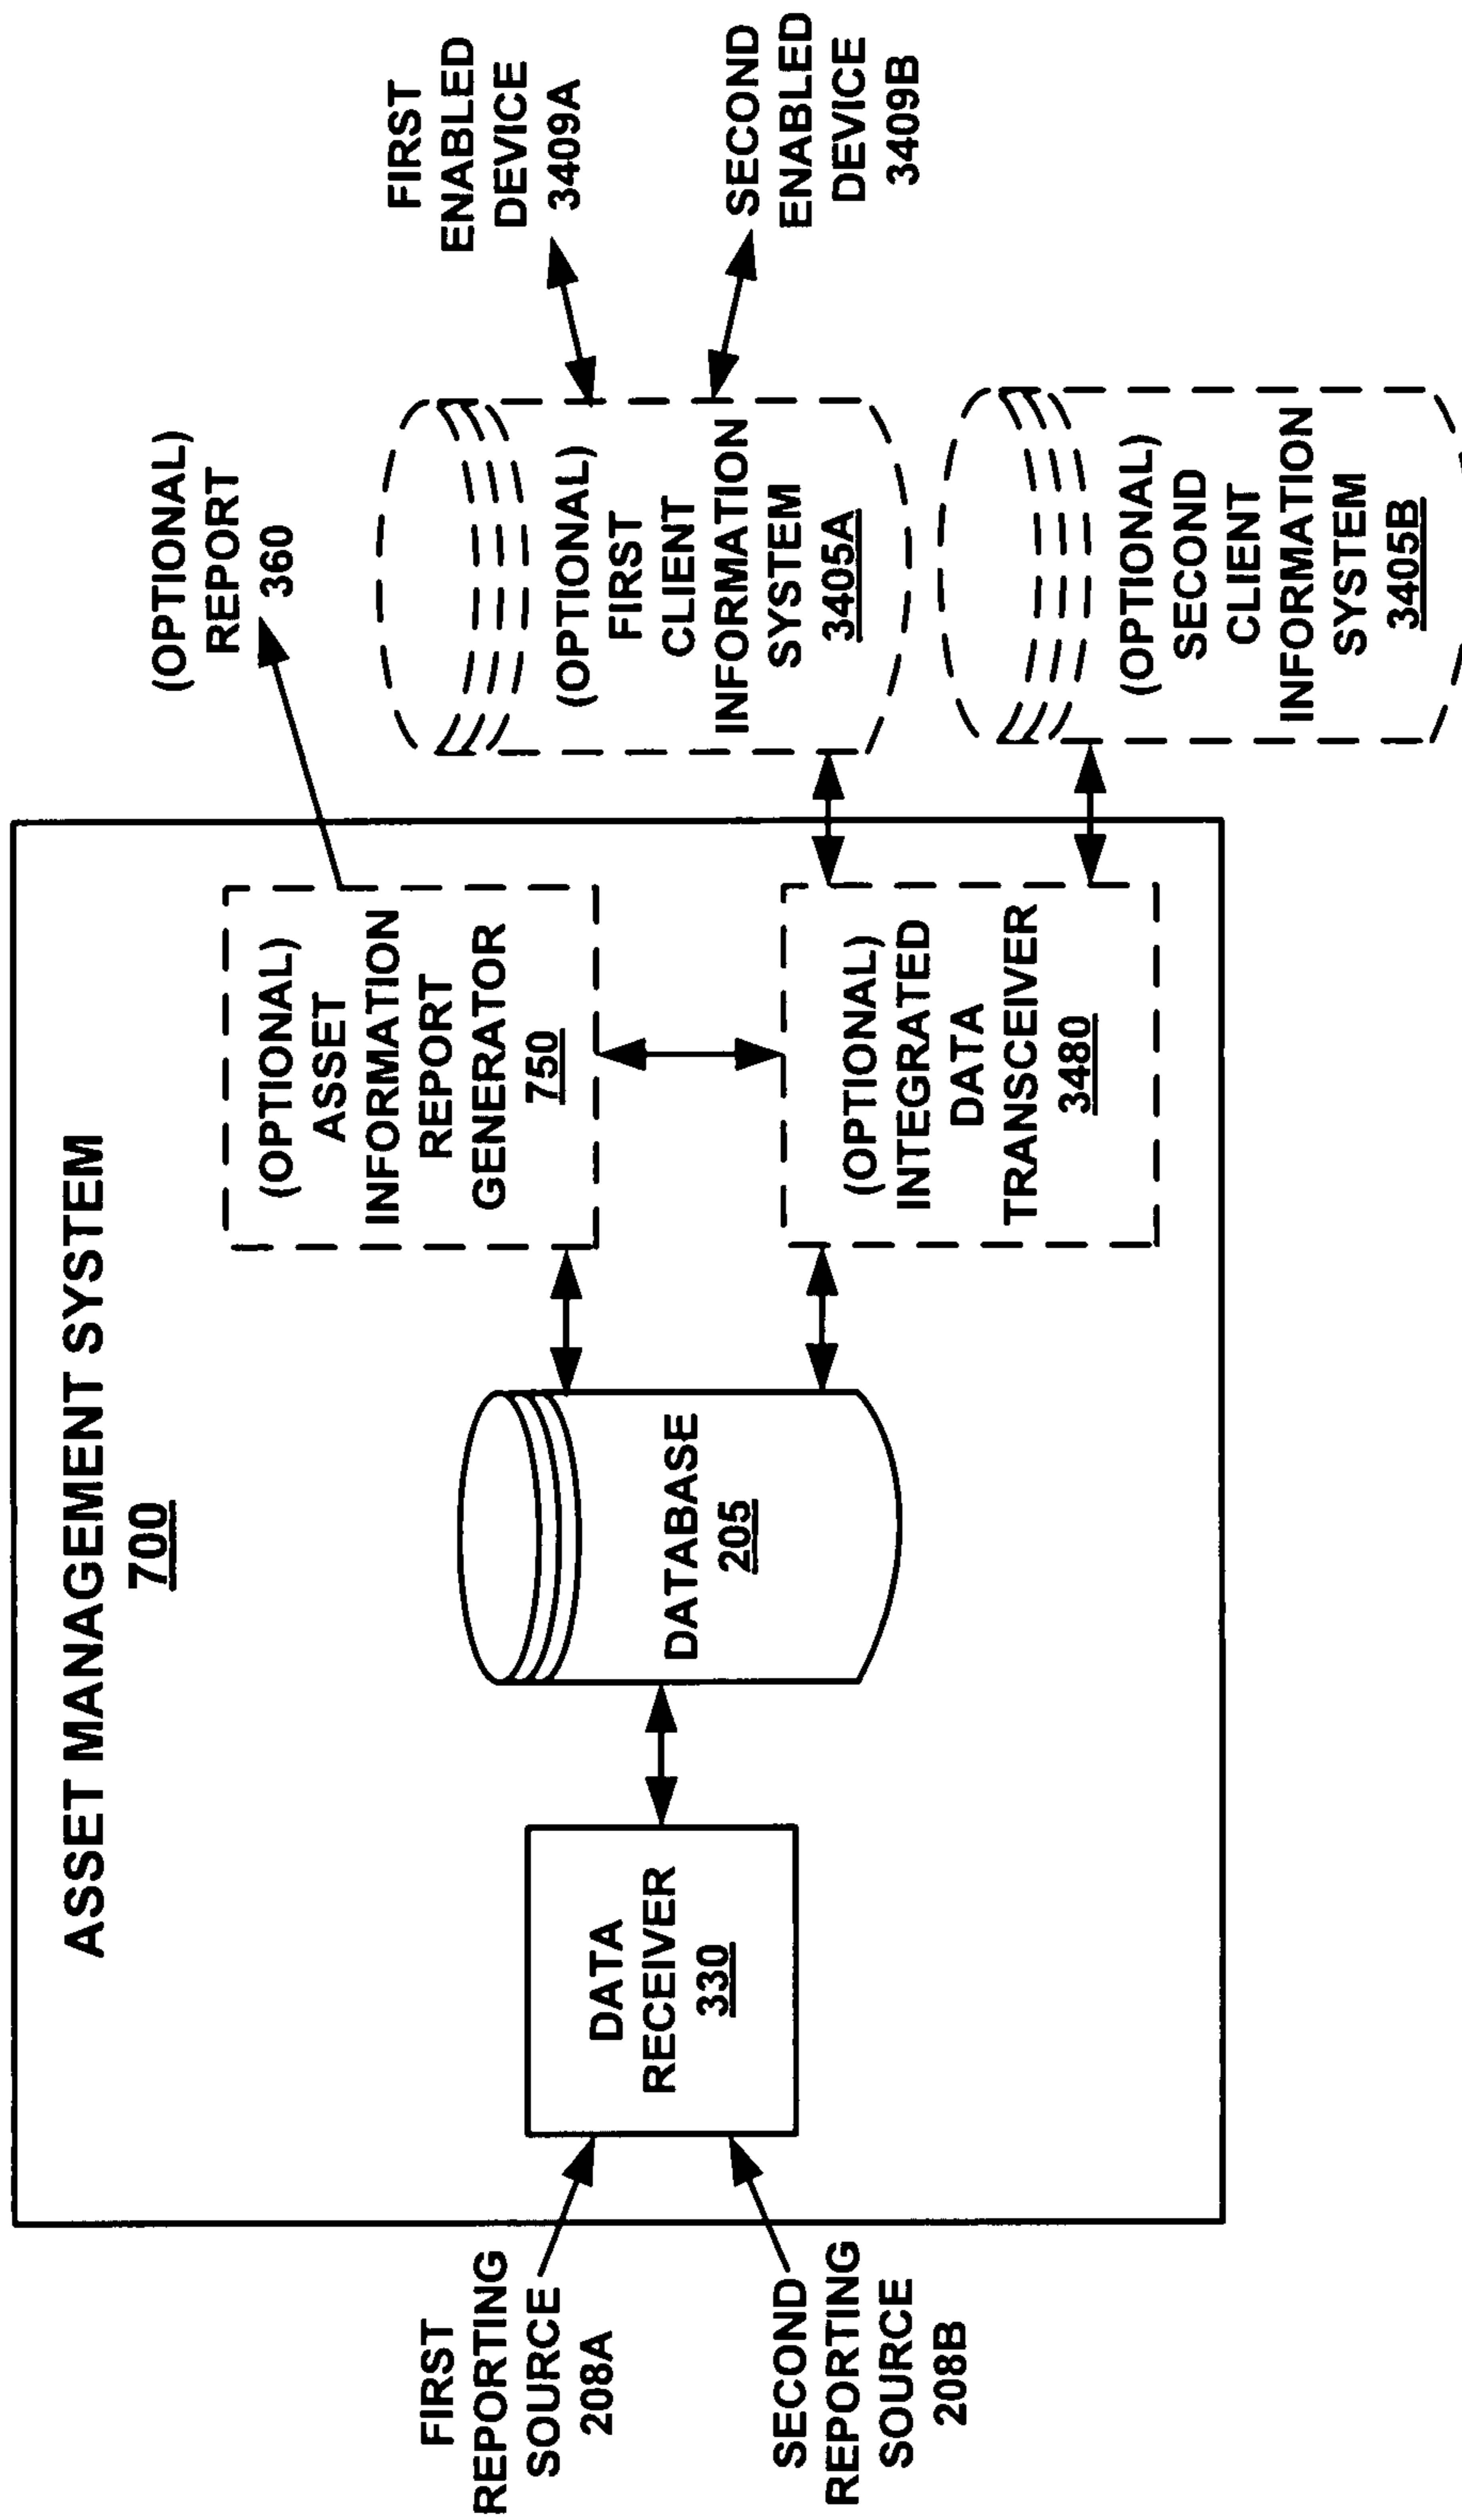 ASSET MANAGEMENT SYSTEM
700
FIRST
REPORTING
SOURCE
208A
SECOND
REPORTING
SOURCE
208B
DATA
RECEIVER
330
DATABASE
205
(OPTIONAL)
ASSET
INFORMATION
REPORT
GENERATOR
750
(OPTIONAL)
INTEGRATED
DATA
TRANSCEIVER
3480
(OPTIONAL)
REPORT
360
(OPTIONAL)
FIRST
CLIENT
INFORMATION
SYSTEM
3405A
(OPTIONAL)
SECOND
CLIENT
INFORMATION
SYSTEM
3405B
FIRST
ENABLED
DEVICE
3409A
SECOND
ENABLED
DEVICE
3409B